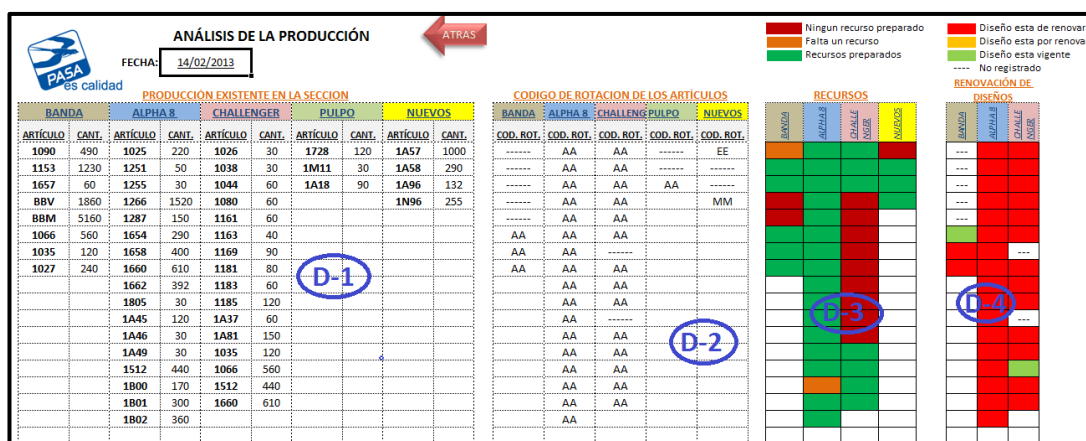 ANÁLISIS DE LA PRODUCCIÓN
ATRAS
FECHA: 14/02/2013
PASA
es calidad
Ningun recurso preparado
Falta un recurso
Recursos preparados
Diseño esta de renovar
Diseño esta por renova
Diseño esta vigente
---- No registrado
PRODUCCIÓN EXISTENTE EN LA SECCION
CODIGO DE ROTACION DE LOS ARTÍCULOS
RECURSOS
RENOVACIÓN DE DISEÑOS
BANDA ALPHA 8 CHALLENGER PULPO NUEVOS
BANDA ALPHA 8 CHALLENG PULPO NUEVOS
BANDA ALPHA 8 CHALLE NGER NUEVOS
BANDA ALPHA 8 CHALLE NGER
ARTÍCULO CANT. ARTÍCULO CANT. ARTÍCULO CANT. ARTÍCULO CANT. ARTÍCULO CANT.
COD. ROT. COD. ROT. COD. ROT. COD. ROT. COD. ROT.
1090 490 1025 220 1026 30 1728 120 1A57 1000 ------ AA AA ------ EE ---
1153 1230 1251 50 1038 30 1M11 30 1A58 290 ------ AA AA ------ ------ ---
1657 60 1255 30 1044 60 1A18 90 1A96 132 ------ AA AA AA ------ ---
BBV 1860 1266 1520 1080 60 1N96 255 ------ AA AA MM ---
BBM 5160 1287 150 1161 60 ------ AA AA ---
1066 560 1654 290 1163 40 AA AA AA
1035 120 1658 400 1169 90 AA AA ------ ---
1027 240 1660 610 1181 80 AA AA AA
D-1
1662 392 1183 60 AA AA
1805 30 1185 120 AA AA
D-3
D-4
1A45 120 1A37 60 AA ------ ---
1A46 30 1A81 150 AA AA
D-2
1A49 30 1035 120 AA AA
1512 440 1066 560 AA AA
1B00 170 1512 440 AA AA
1B01 300 1660 610 AA AA
1B02 360 AA